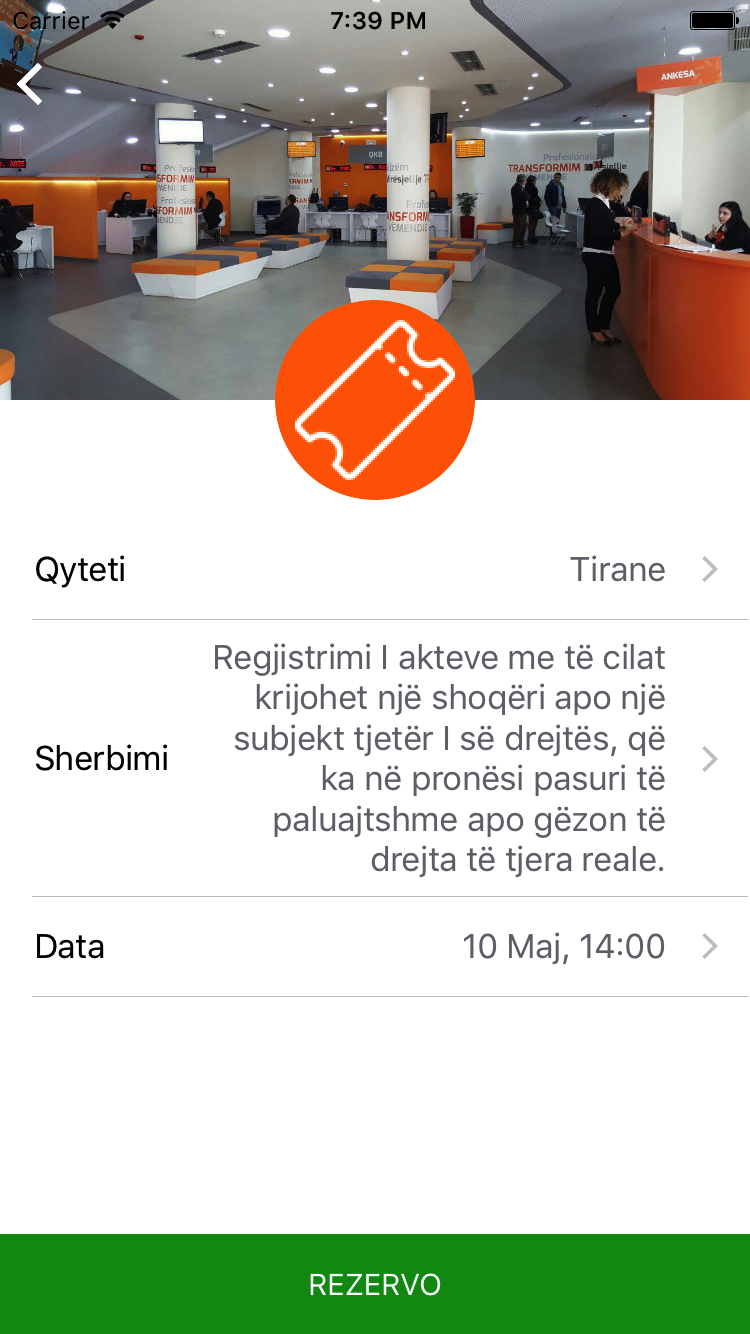 Carrier 7:39 PM
ANKESA
QKB
TRANSFORMIM
Qyteti
Tirane
Regjistrimi I akteve me të cilat
krijohet një shoqëri apo një
subjekt tjetër I së drejtës, që
ka në pronësi pasuri të
paluajtshme apo gëzon të
drejta të tjera reale.
Sherbimi
Data
10 Maj, 14:00
REZERVO